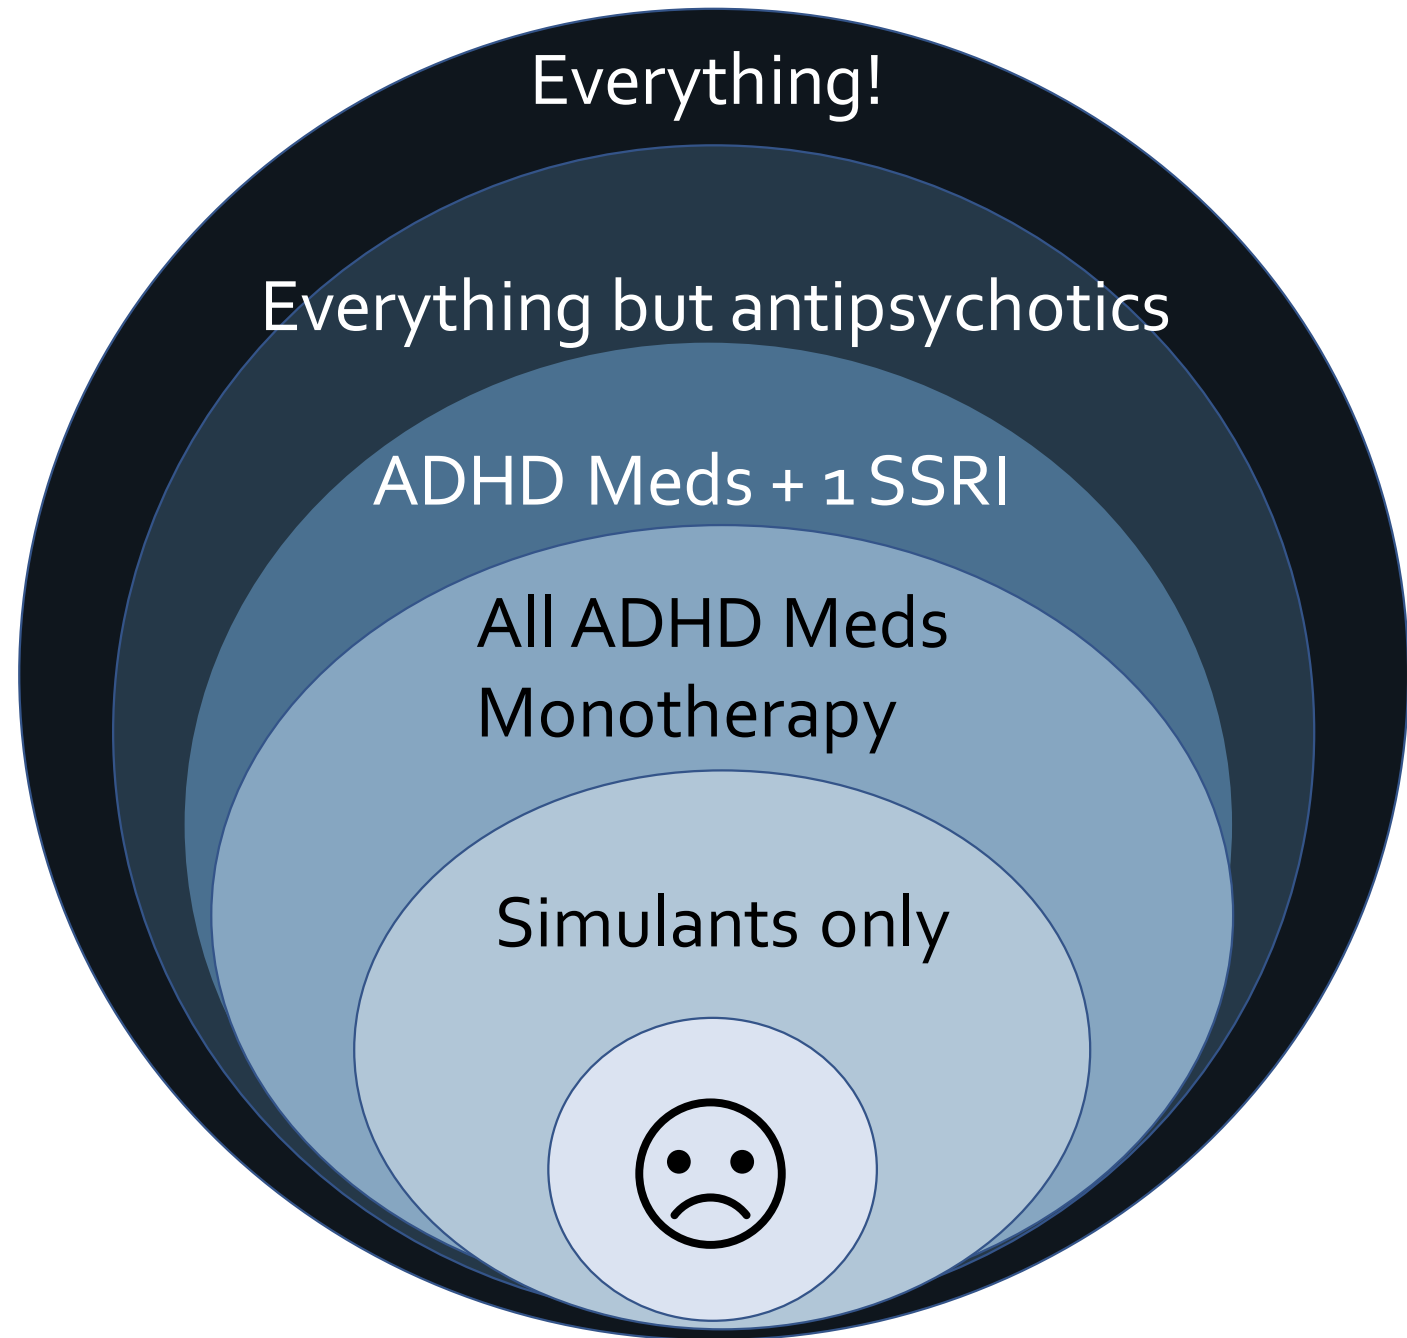 Everything!
Everything but antipsychotics
ADHD Meds + 1 SSRI
All ADHD Meds
Monotherapy
Simulants only